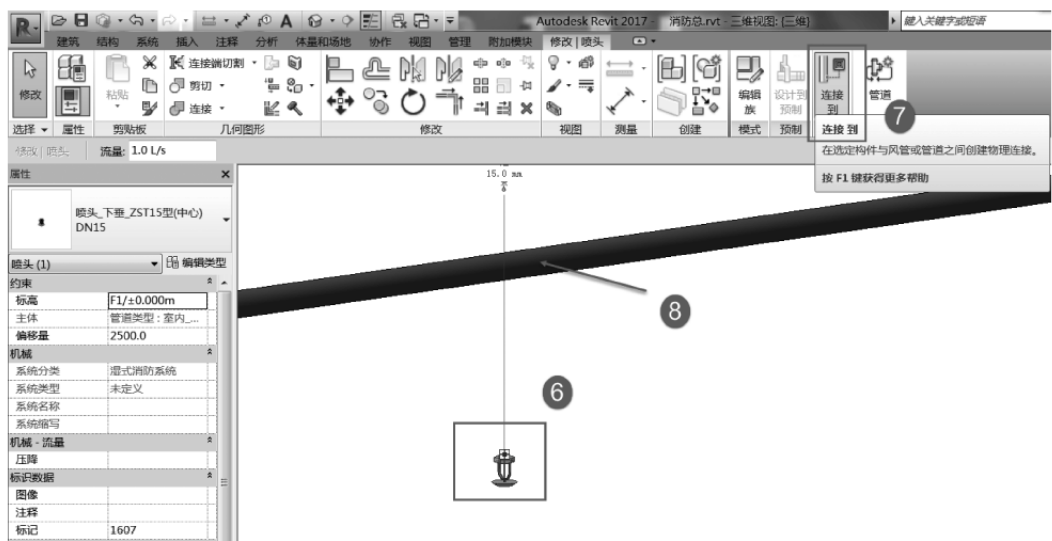 Autodesk Revit 2017 - 消防总.rvt - 三维视图: {三维}
键入关键字或短语
建筑 结构 系统 插入 注释 分析 体量和场地 协作 视图 管理 附加模块 修改 | 喷头
修改
粘贴
连接端切割
剪切
连接
编辑族
设计到预制
连接到
管道
7
选择 属性 剪贴板 几何图形 修改 视图 测量 创建 模式 预制 连接到
修改 | 喷头 流量: 1.0 L/s
在选定构件与风管或管道之间创建物理连接。
按 F1 键获得更多帮助
属性
15.0 mm
喷头_下垂_ZST15型(中心)
DN15
喷头 (1) 编辑类型
约束
标高 F1/±0.000m
主体 管道类型 : 室内_...
偏移量 2500.0
机械
系统分类 湿式消防系统
系统类型 未定义
系统名称
系统缩写
机械 - 流量
压降
标识数据
图像
注释
标记 1607
8
6